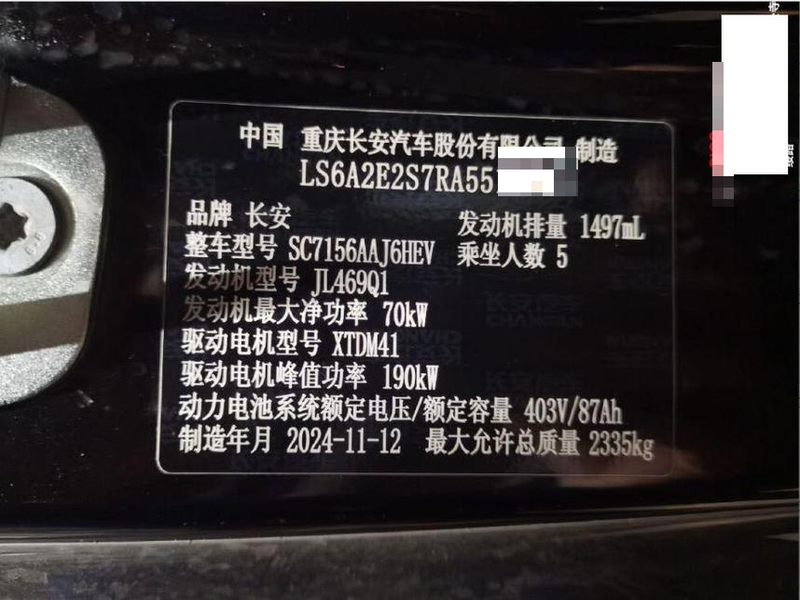 中国 重庆长安汽车股份有限公司 制造
LS6A2E2S7RA55
品牌 长安 发动机排量 1497mL
整车型号 SC7156AAJ6HEV 乘坐人数 5
发动机型号 JL469Q1
发动机最大净功率 70kW
驱动电机型号 XTDM41
驱动电机峰值功率 190kW
动力电池系统额定电压/额定容量 403V/87Ah
制造年月 2024-11-12 最大允许总质量 2335kg